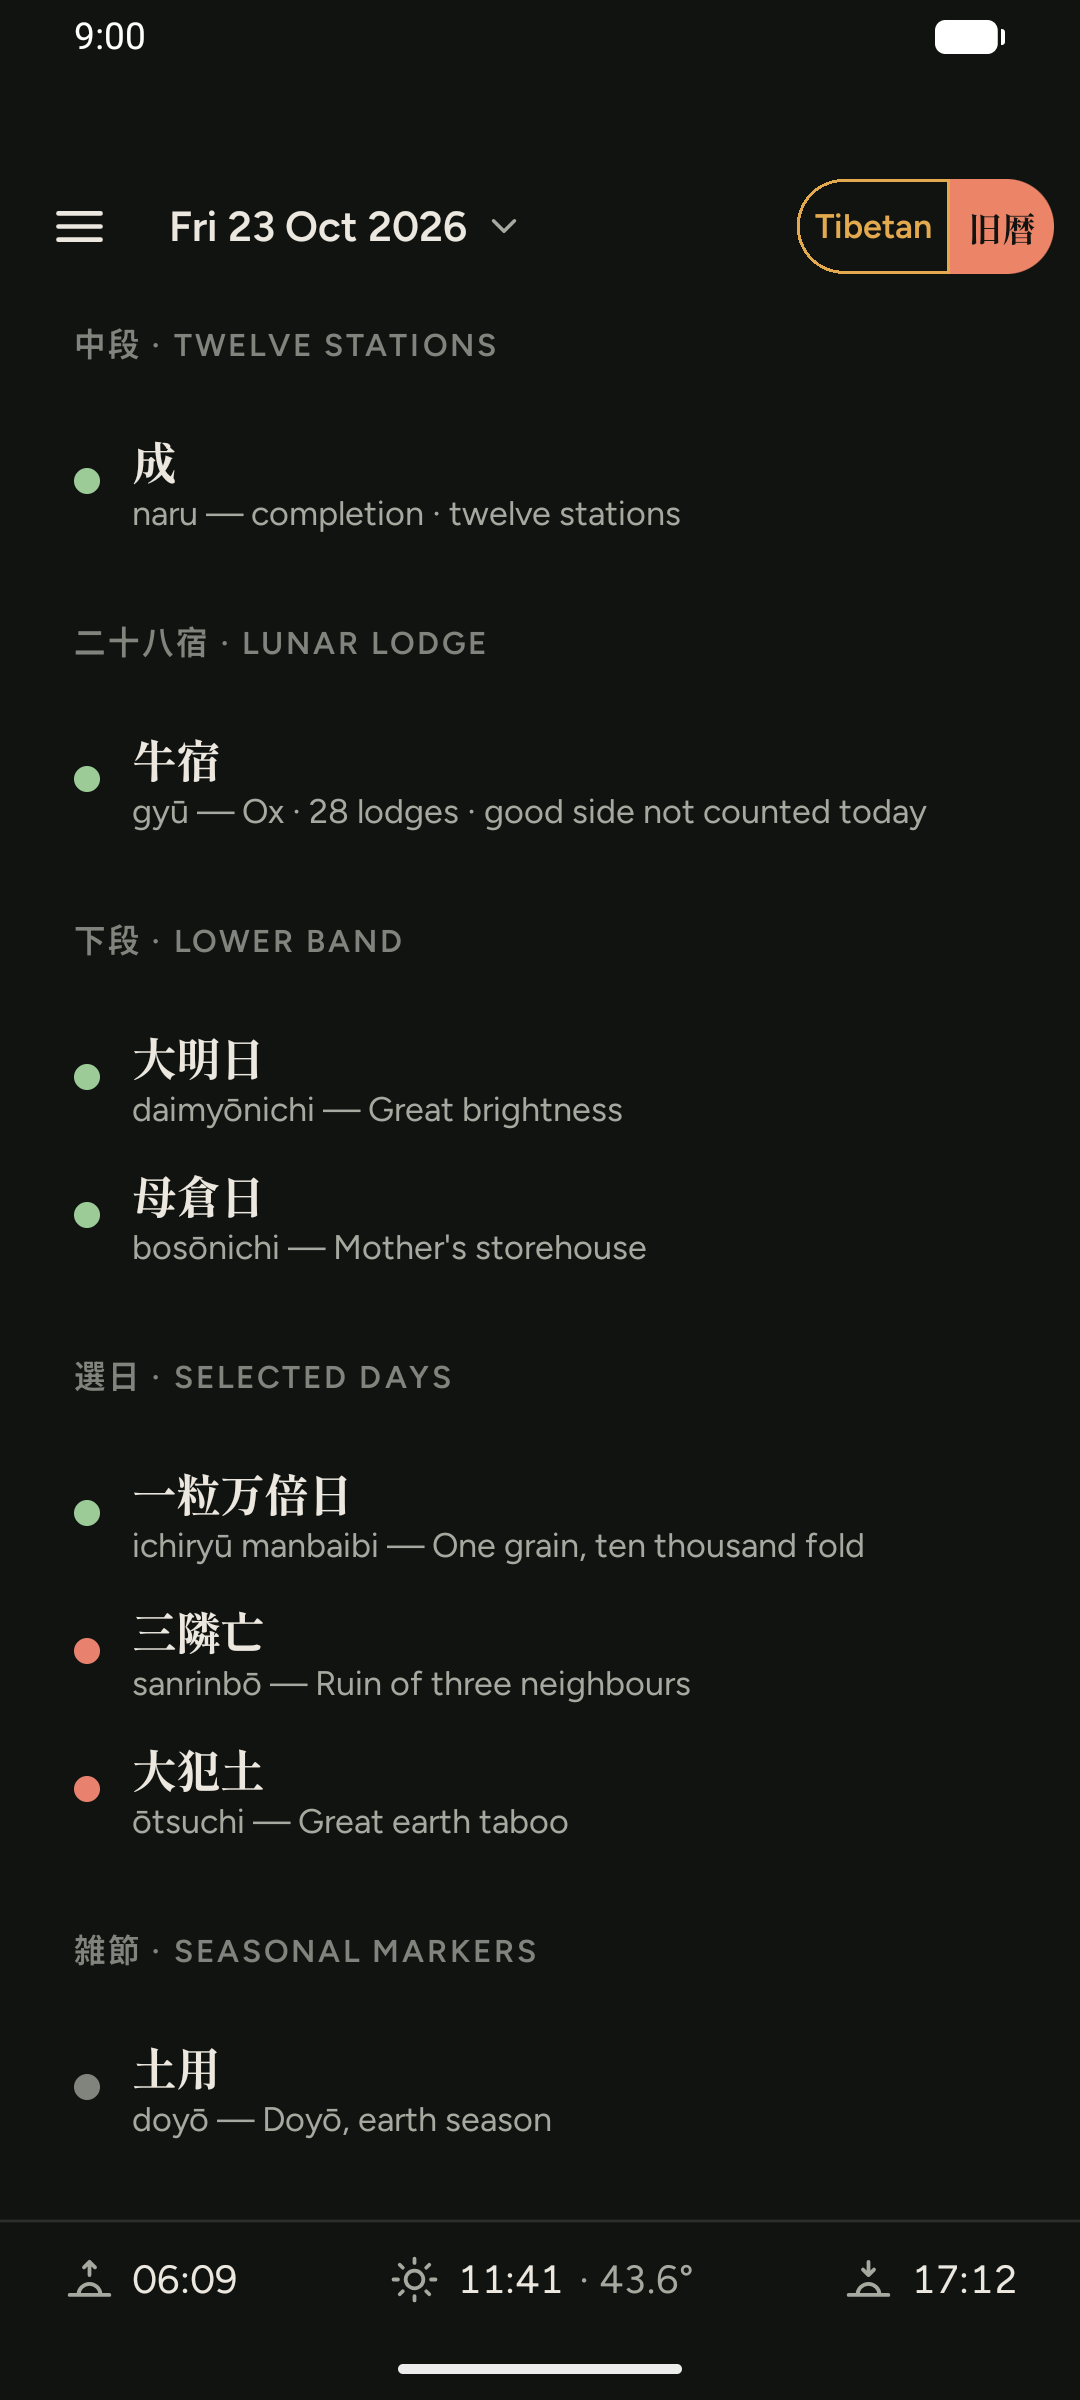 9:00
Fri 23 Oct 2026
Tibetan
旧暦
中段 · TWELVE STATIONS
成
naru — completion · twelve stations
二十八宿 · LUNAR LODGE
牛宿
gyū — Ox · 28 lodges · good side not counted today
下段 · LOWER BAND
大明日
daimyōnichi — Great brightness
母倉日
bosōnichi — Mother's storehouse
選日 · SELECTED DAYS
一粒万倍日
ichiryū manbaibi — One grain, ten thousand fold
三隣亡
sanrinbō — Ruin of three neighbours
大犯土
ōtsuchi — Great earth taboo
雑節 · SEASONAL MARKERS
土用
doyō — Doyō, earth season
06:09
11:41 · 43.6°
17:12